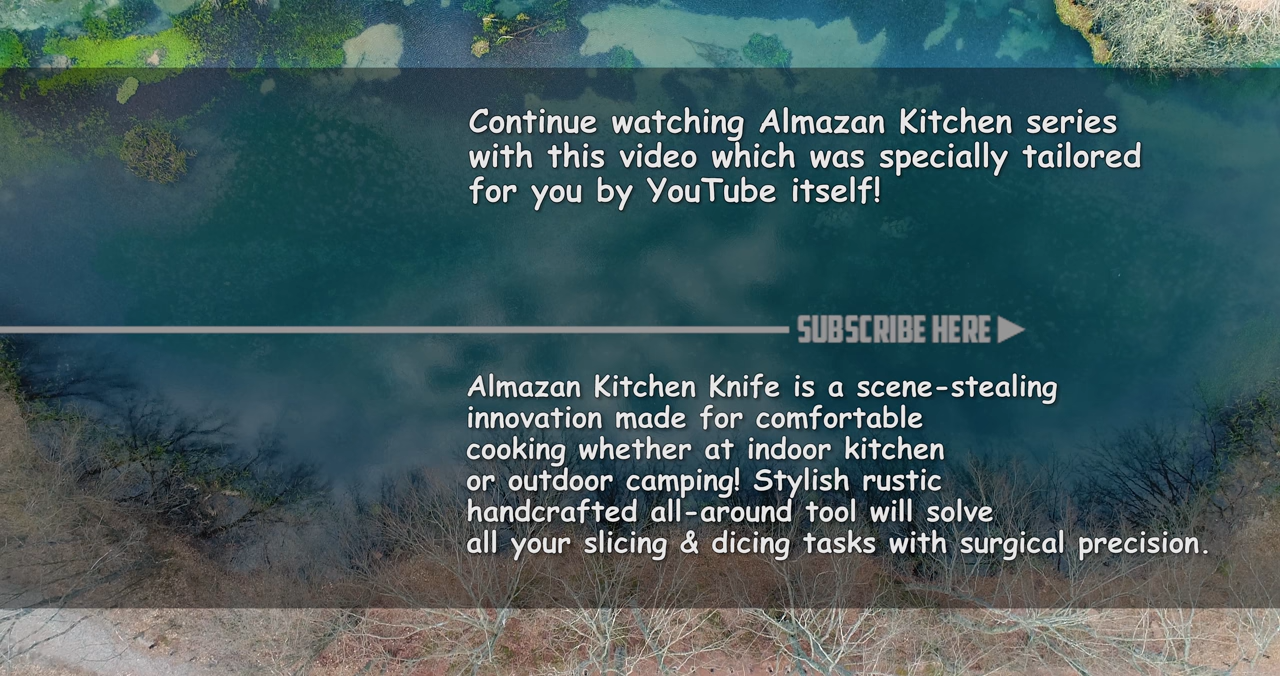 Continue watching Almazan Kitchen series
with this video which was specially tailored
for you by YouTube itself!
SUBSCRIBE HERE
Almazan Kitchen Knife is a scene-stealing
innovation made for comfortable
cooking whether at indoor kitchen
or outdoor camping! Stylish rustic
handcrafted all-around tool will solve
all your slicing & dicing tasks with surgical precision.